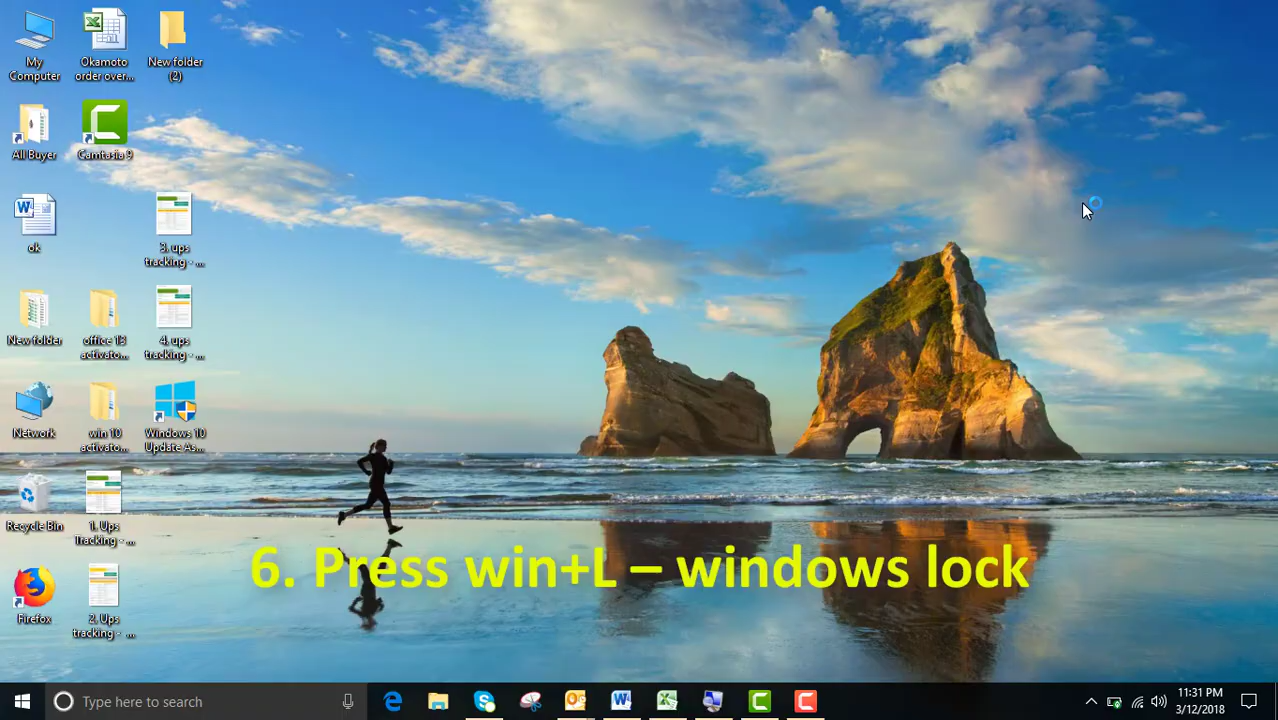 My
Computer
Okamoto
order over...
New folder
(2)
All Buyer
Camtasia 9
ok
3. ups
tracking - ...
New folder
office 13
activato...
4. ups
tracking - ...
Network
win 10
activato...
Windows 10
Update As...
Recycle Bin
1. Ups
Tracking - ...
Firefox
2. Ups
tracking - ...
6. Press win+L – windows lock
Type here to search
11:31 PM
3/12/2018